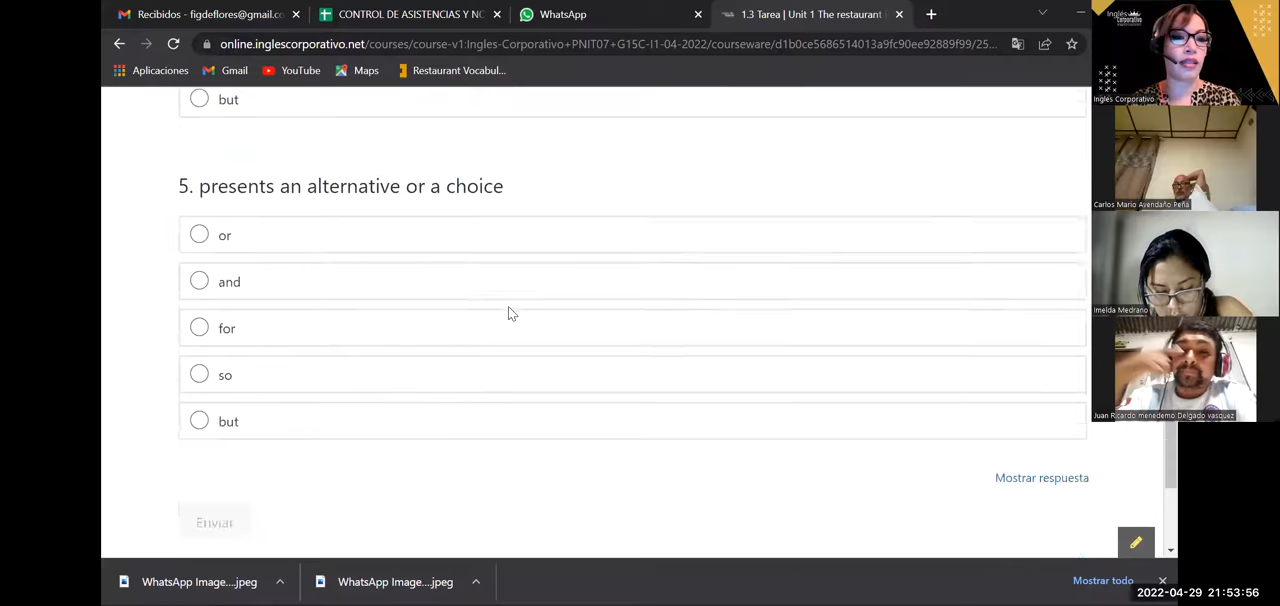 Recibidos - figdeflores@gmail.co
CONTROL DE ASISTENCIAS Y NC
WhatsApp
1.3 Tarea | Unit 1 The restaurant
online.inglescorporativo.net/courses/course-v1:Ingles-Corporativo+PNIT07+G15C-I1-04-2022/courseware/d1b0ce5686514013a9fc90ee92889f99/25...
Aplicaciones
Gmail
YouTube
Maps
Restaurant Vocabul...
but
5. presents an alternative or a choice
or
and
for
so
but
Mostrar respuesta
Enviar
WhatsApp Image....jpeg
WhatsApp Image....jpeg
Mostrar todo
Inglés
Corporativo
Inglés Corporativo
Carlos Mario Avendaño Peña
Imelda Medrano
Juan Ricardo menedemo Delgado vasquez
2022-04-29 21:53:56